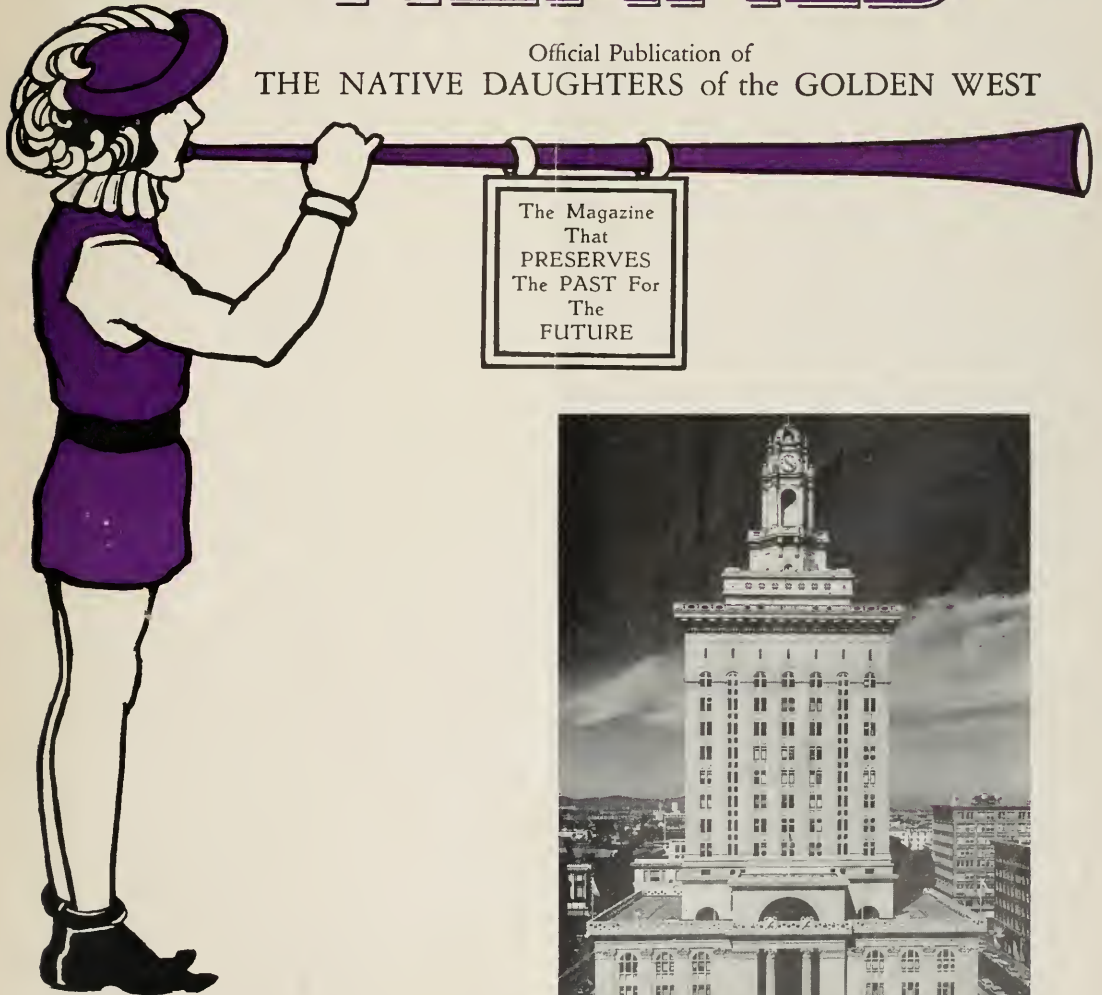 Official Publication of
THE NATIVE DAUGHTERS of the GOLDEN WEST
The Magazine
That
PRESERVES
The PAST For
The
FUTURE